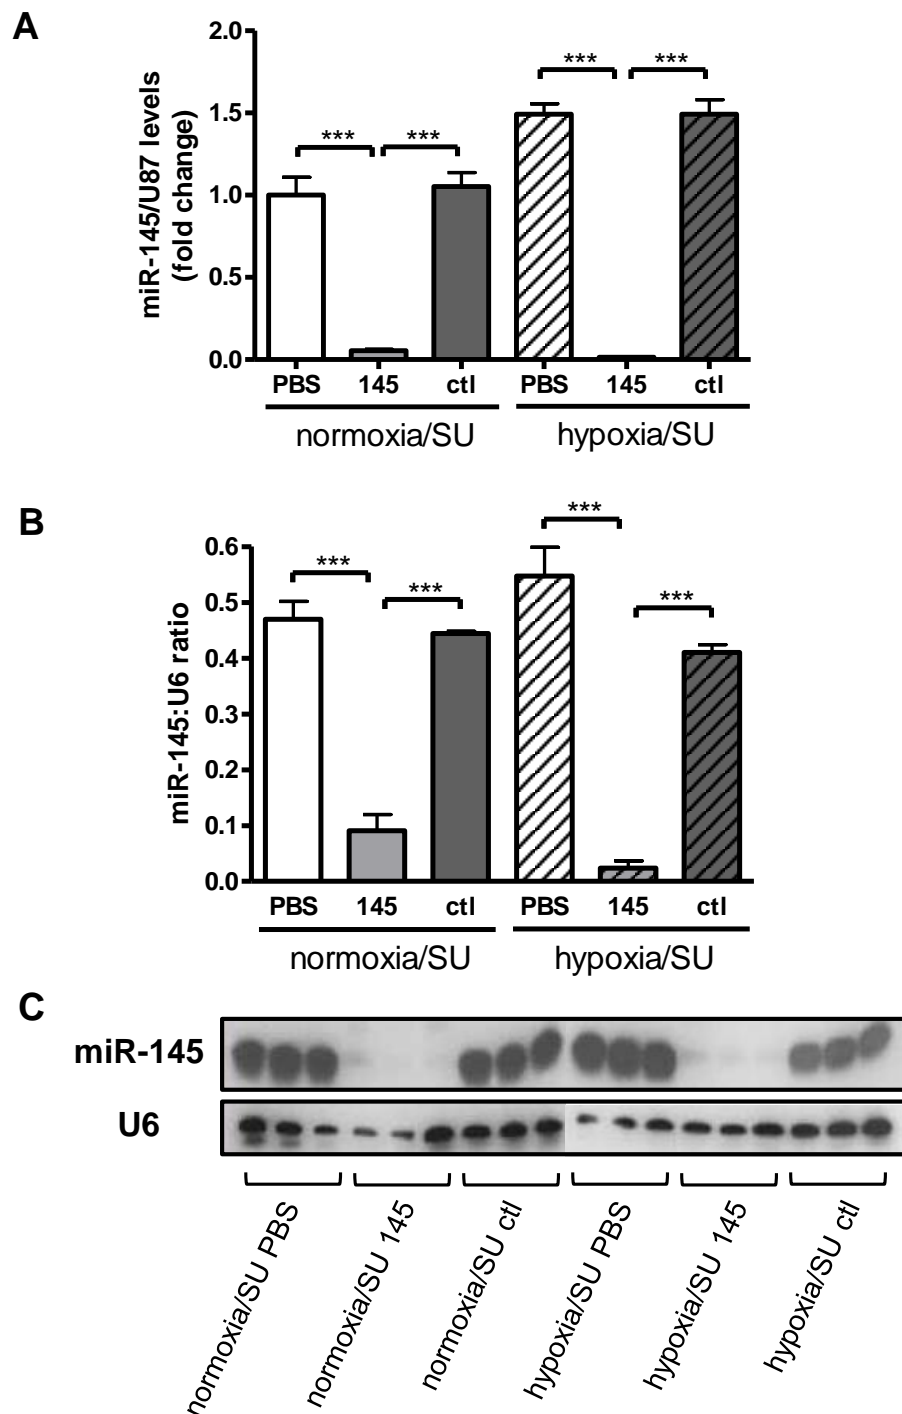 A
miR-145/U87 levels
(fold change)
2.0
1.5
1.0
0.5
0.0
*** *** *** ***
PBS 145 ctl PBS 145 ctl
normoxia/SU hypoxia/SU
B
miR-145:U6 ratio
0.6
0.5
0.4
0.3
0.2
0.1
0.0
*** *** *** ***
PBS 145 ctl PBS 145 ctl
normoxia/SU hypoxia/SU
C
miR-145
U6
normoxia/SU PBS
normoxia/SU 145
normoxia/SU ctl
hypoxia/SU PBS
hypoxia/SU 145
hypoxia/SU ctl